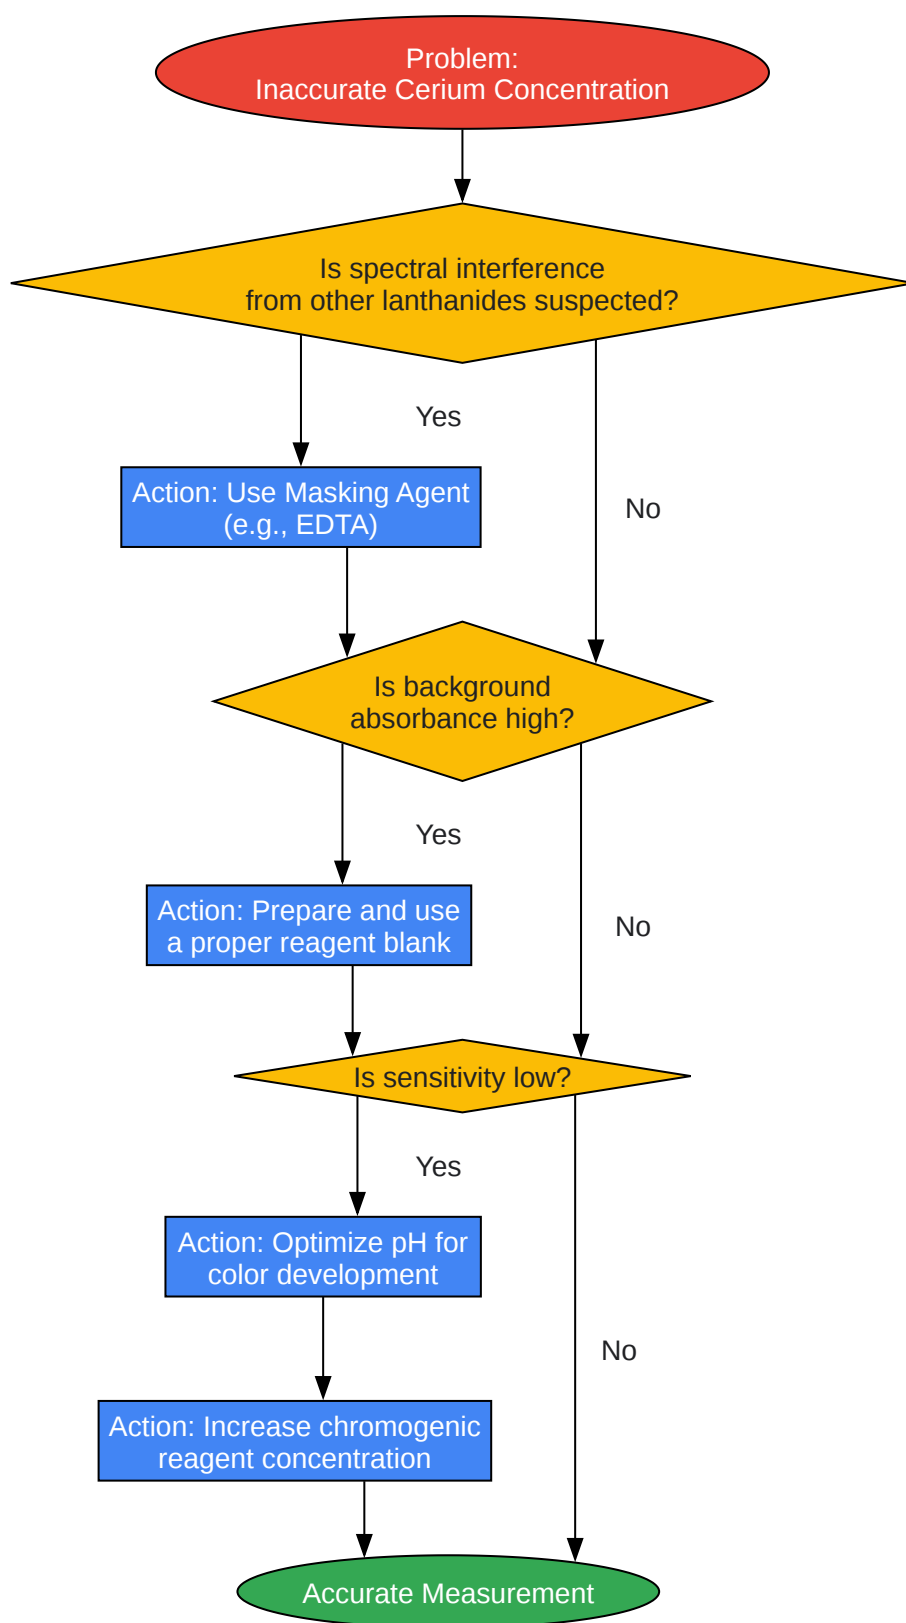 Problem:
Inaccurate Cerium Concentration
Is spectral interference
from other lanthanides suspected?
Yes
Action: Use Masking Agent
(e.g., EDTA)
No
Is background
absorbance high?
Yes
Action: Prepare and use
a proper reagent blank
No
Is sensitivity low?
Yes
Action: Optimize pH for
color development
No
Action: Increase chromogenic
reagent concentration
Accurate Measurement